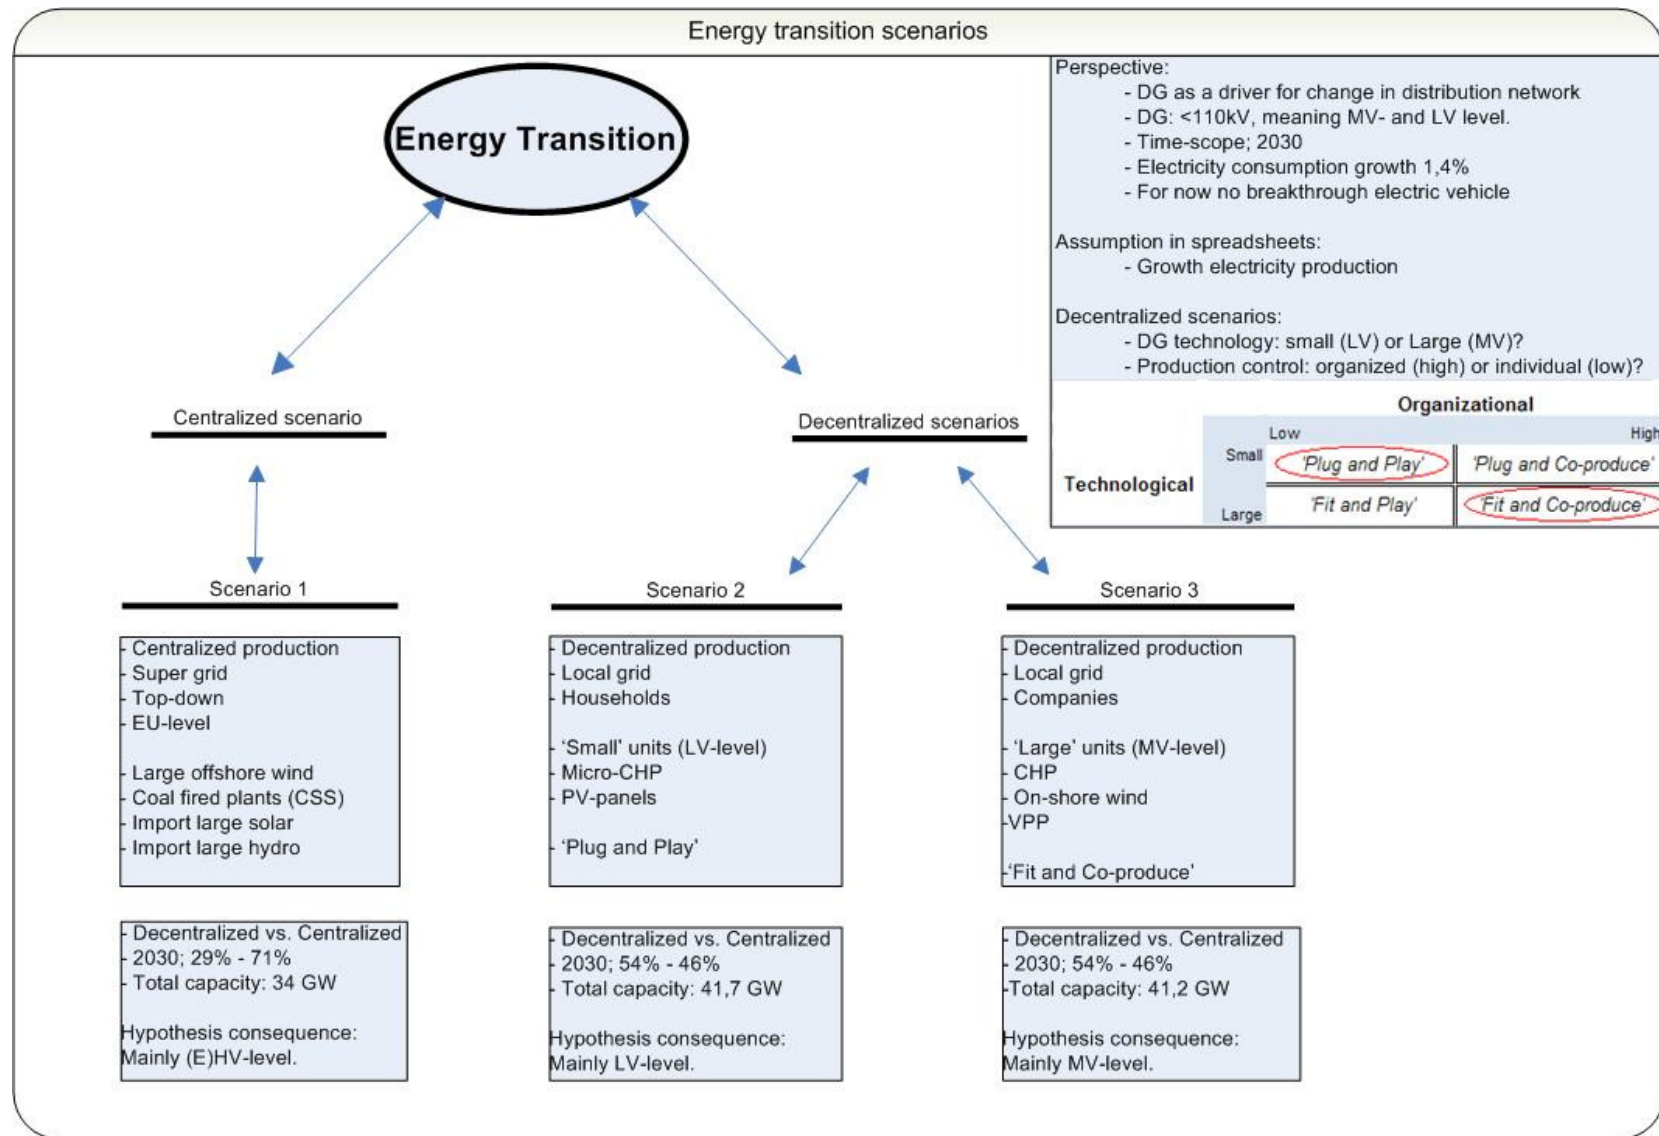 Energy transition scenarios
Energy Transition
Perspective:
- DG as a driver for change in distribution network
- DG: <110kV, meaning MV- and LV level.
- Time-scope; 2030
- Electricity consumption growth 1,4%
- For now no breakthrough electric vehicle
Assumption in spreadsheets:
- Growth electricity production
Decentralized scenarios:
- DG technology: small (LV) or Large (MV)?
- Production control: organized (high) or individual (low)?
Organizational
Low High
Technological
Small 'Plug and Play' 'Plug and Co-produce'
Large 'Fit and Play' 'Fit and Co-produce'
Centralized scenario
Decentralized scenarios
Scenario 1
- Centralized production
- Super grid
- Top-down
- EU-level
- Large offshore wind
- Coal fired plants (CSS)
- Import large solar
- Import large hydro
- Decentralized vs. Centralized
- 2030; 29% - 71%
- Total capacity: 34 GW
Hypothesis consequence:
Mainly (E)HV-level.
Scenario 2
- Decentralized production
- Local grid
- Households
- ‘Small’ units (LV-level)
- Micro-CHP
- PV-panels
- ‘Plug and Play’
- Decentralized vs. Centralized
- 2030; 54% - 46%
- Total capacity: 41,7 GW
Hypothesis consequence:
Mainly LV-level.
Scenario 3
- Decentralized production
- Local grid
- Companies
- ‘Large’ units (MV-level)
- CHP
- On-shore wind
-VPP
-‘Fit and Co-produce’
- Decentralized vs. Centralized
- 2030; 54% - 46%
-Total capacity: 41,2 GW
Hypothesis consequence:
Mainly MV-level.